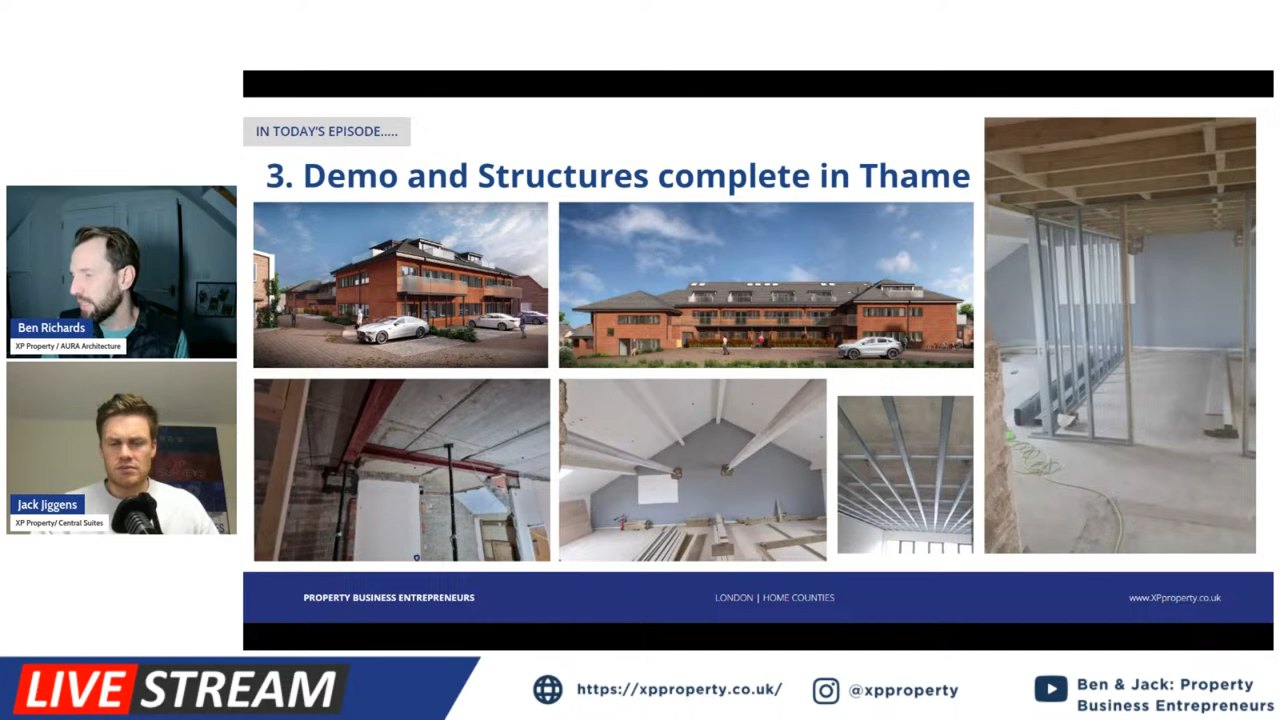 IN TODAY'S EPISODE.....
3. Demo and Structures complete in Thame
Ben Richards
XP Property / AURA Architecture
Jack Jiggens
XP Property/ Central Suites
PROPERTY BUSINESS ENTREPRENEURS
LONDON | HOME COUNTIES
www.XPproperty.co.uk
LIVE STREAM
https://xpproperty.co.uk/
@xpproperty
Ben & Jack: Property
Business Entrepreneurs